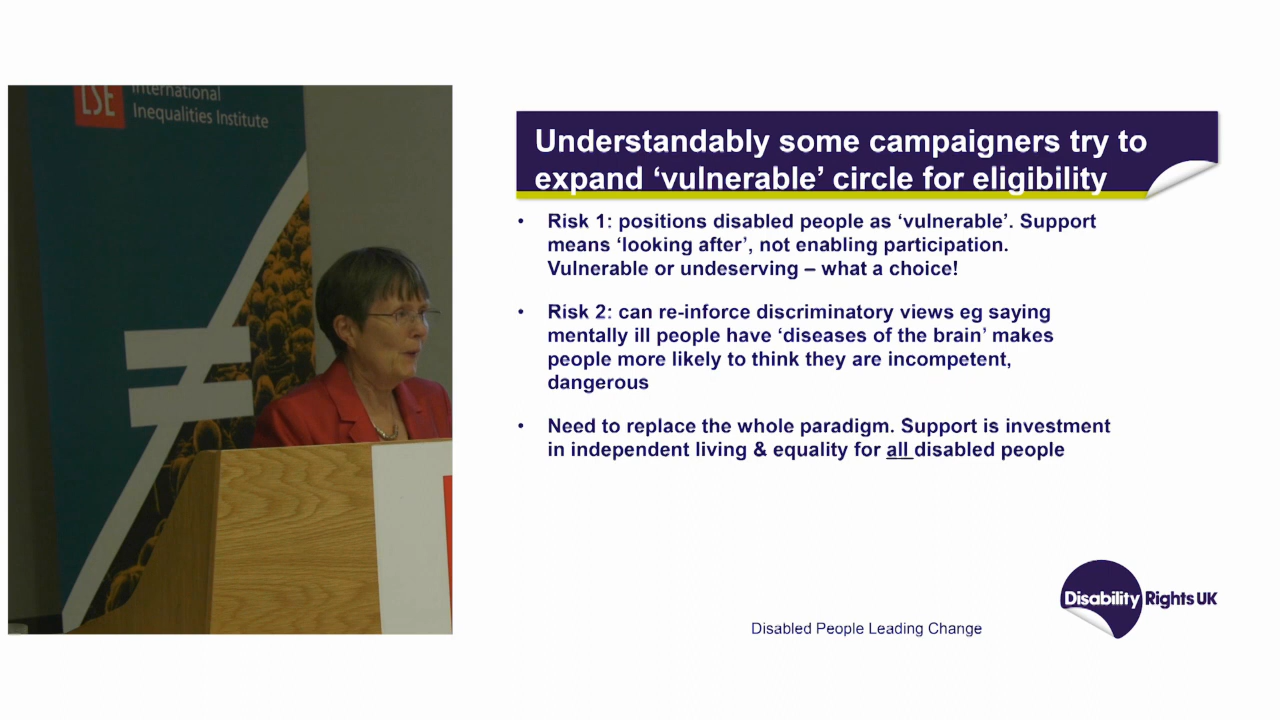 LSE
International
Inequalities Institute
Understandably some campaigners try to
expand ‘vulnerable’ circle for eligibility
• Risk 1: positions disabled people as ‘vulnerable’. Support
means ‘looking after’, not enabling participation.
Vulnerable or undeserving – what a choice!
• Risk 2: can re-inforce discriminatory views eg saying
mentally ill people have ‘diseases of the brain’ makes
people more likely to think they are incompetent,
dangerous
• Need to replace the whole paradigm. Support is investment
in independent living & equality for all disabled people
Disability Rights UK
Disabled People Leading Change